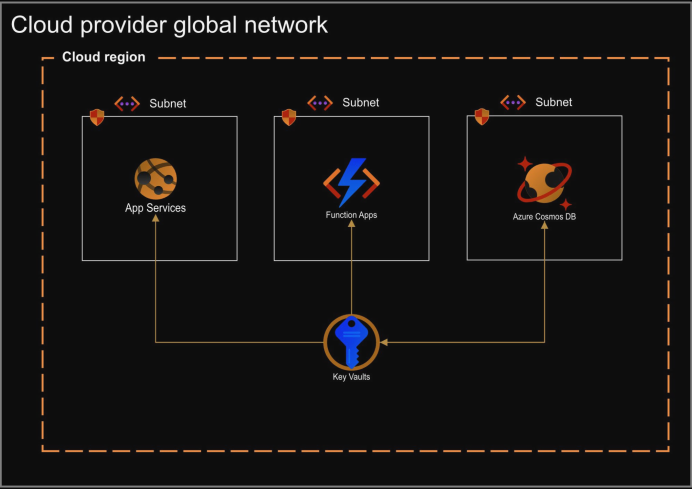 Cloud provider global network
Cloud region
Subnet
Subnet
Subnet
App Services
Function Apps
Azure Cosmos DB
Key Vaults